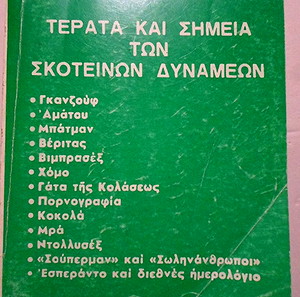 ΤΕΡΑΤΑ ΚΑΙ ΣΗΜΕΙΑ
ΤΩΝ
ΣΚΟΤΕΙΝΩΝ ΔΥΝΑΜΕΩΝ
• Γκανζούφ
• Ἀμάτου
• Μπάτμαν
• Βέριτας
• Βιμπρασέξ
• Χόμο
• Γάτα τῆς Κολάσεως
• Πορνογραφία
• Κοκολά
• Μρά
• Ντολλυσέξ
• «Σούπερμαν» καί «Σωληνάνθρωποι»
• Ἐσπεράντο καί διεθνές ἡμερολόγιο